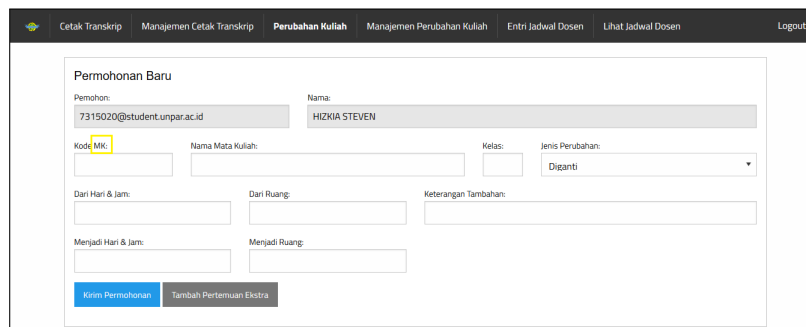 Cetak Transkrip Manajemen Cetak Transkrip Perubahan Kuliah Manajemen Perubahan Kuliah Entri Jadwal Dosen Lihat Jadwal Dosen Logout
Permohonan Baru
Pemohon: Nama:
7315020@student.unpar.ac.id HIZKIA STEVEN
Kode MK: Nama Mata Kuliah: Kelas: Jenis Perubahan:
Diganti
Dari Hari & Jam: Dari Ruang: Keterangan Tambahan:
Menjadi Hari & Jam: Menjadi Ruang:
Kirim Permohonan Tambah Pertemuan Ekstra